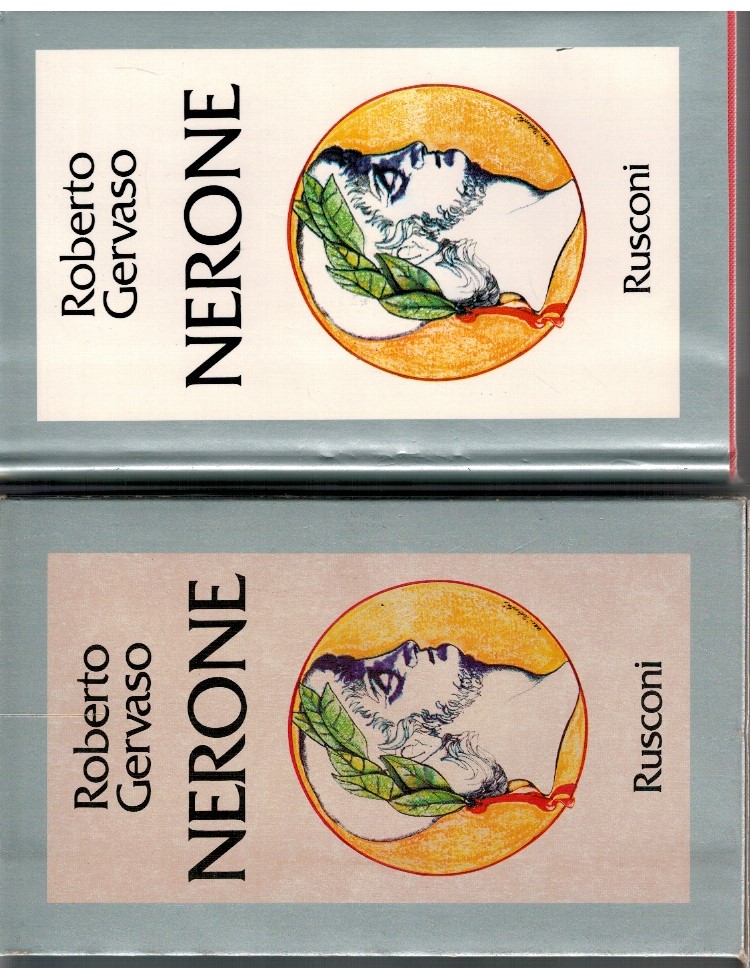 Roberto
Gervaso
NERONE
Rusconi
Roberto
Gervaso
NERONE
Rusconi